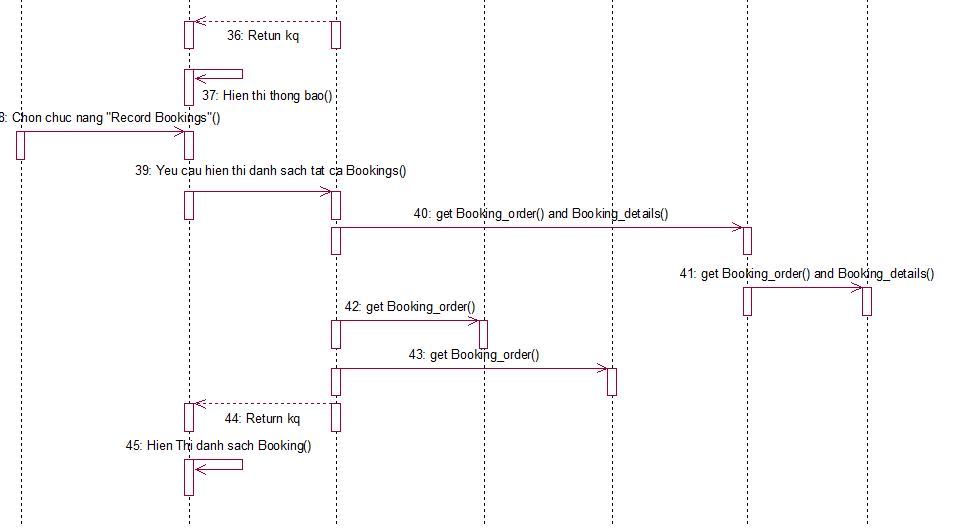 36: Retun kq
37: Hien thi thong bao()
8: Chon chuc nang "Record Bookings"()
39: Yeu cau hien thi danh sach tat ca Bookings()
40: get Booking_order() and Booking_details()
41: get Booking_order() and Booking_details()
42: get Booking_order()
43: get Booking_order()
44: Return kq
45: Hien Thi danh sach Booking()